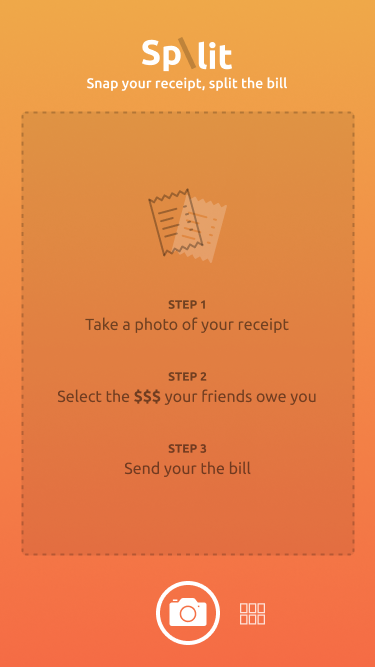 Sp\lit
Snap your receipt, split the bill
STEP 1
Take a photo of your receipt
STEP 2
Select the $$$ your friends owe you
STEP 3
Send your the bill